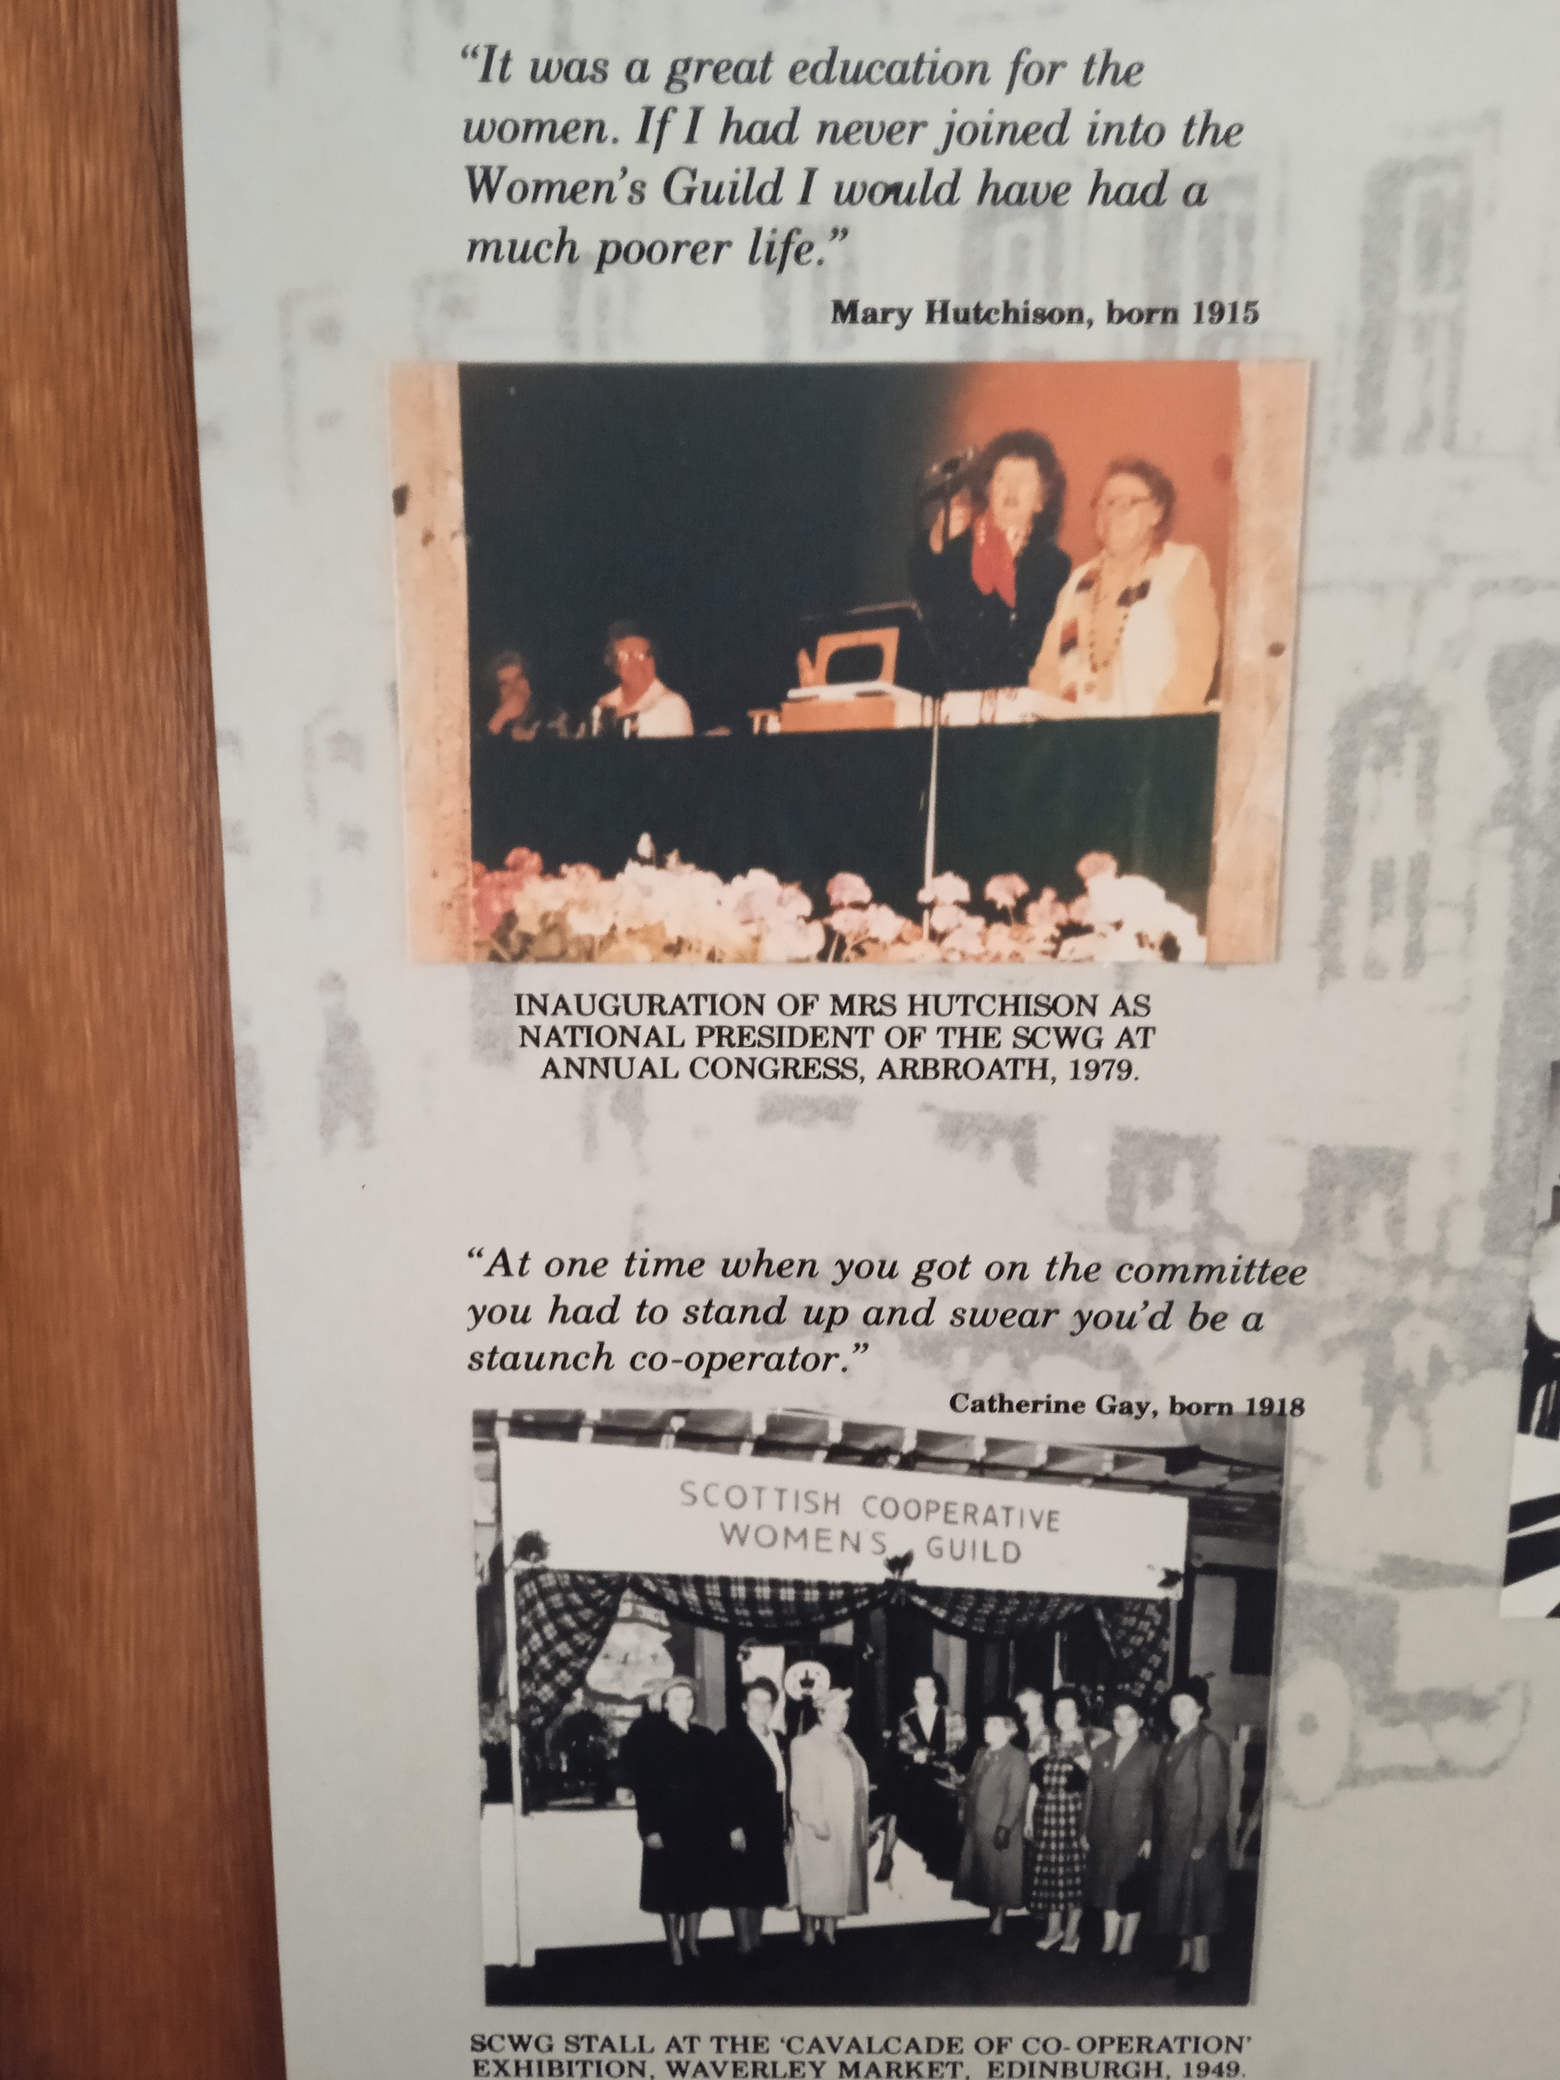 “It was a great education for the
women. If I had never joined into the
Women’s Guild I would have had a
much poorer life.”
Mary Hutchison, born 1915
INAUGURATION OF MRS HUTCHISON AS
NATIONAL PRESIDENT OF THE SCWG AT
ANNUAL CONGRESS, ARBROATH, 1979.
“At one time when you got on the committee
you had to stand up and swear you’d be a
staunch co-operator.”
Catherine Gay, born 1918
SCOTTISH COOPERATIVE
WOMENS GUILD
SCWG STALL AT THE ‘CAVALCADE OF CO-OPERATION’
EXHIBITION, WAVERLEY MARKET, EDINBURGH, 1949.